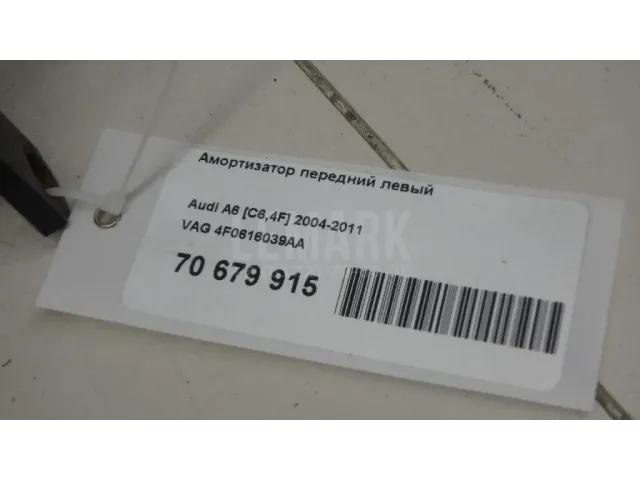 Амортизатор передний левый
Audi A6 [C6,4F] 2004-2011
VAG 4F0616039AA
70 679 915